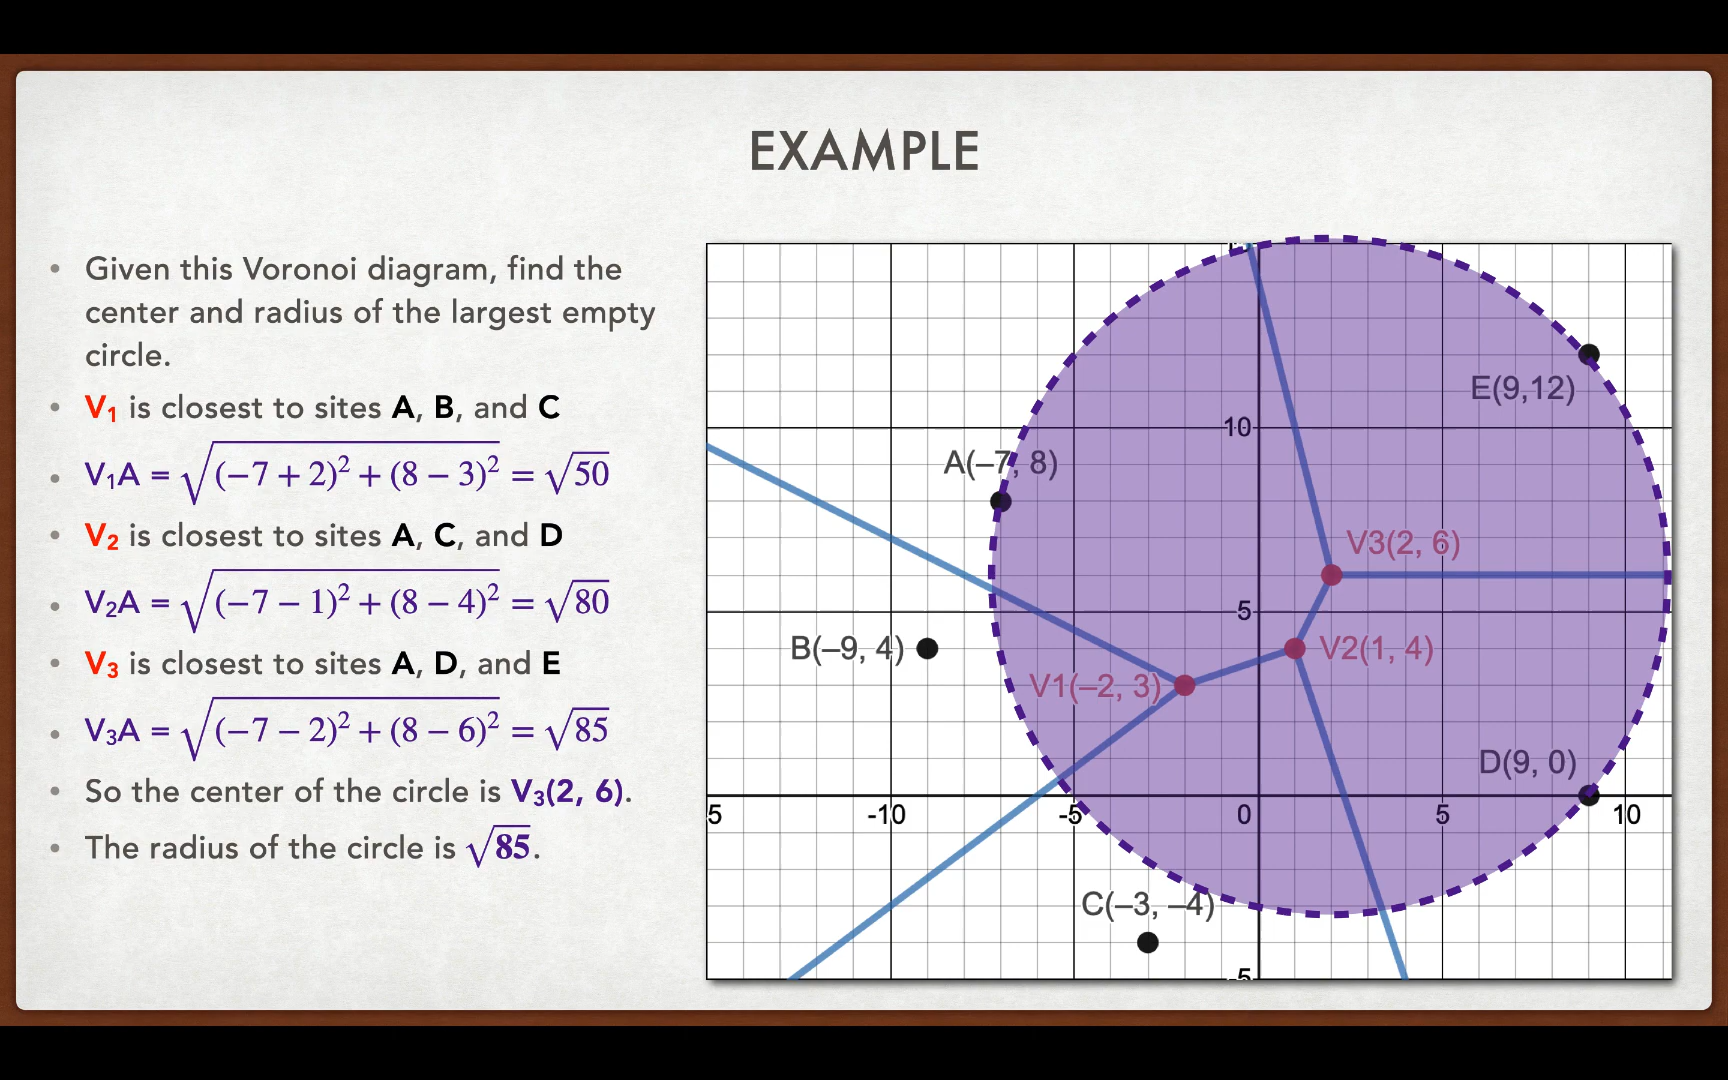 EXAMPLE
• Given this Voronoi diagram, find the
center and radius of the largest empty
circle.
• V₁ is closest to sites A, B, and C
• V₁A = √((−7 + 2)² + (8 − 3)²) = √50
• V₂ is closest to sites A, C, and D
• V₂A = √((−7 − 1)² + (8 − 4)²) = √80
• V₃ is closest to sites A, D, and E
• V₃A = √((−7 − 2)² + (8 − 6)²) = √85
• So the center of the circle is V₃(2, 6).
• The radius of the circle is √85.
E(9,12)
10
A(–7, 8)
V3(2, 6)
5
B(–9, 4)
V2(1, 4)
V1(–2, 3)
D(9, 0)
5 -10 -5 0 5 10
C(–3, –4)
-5